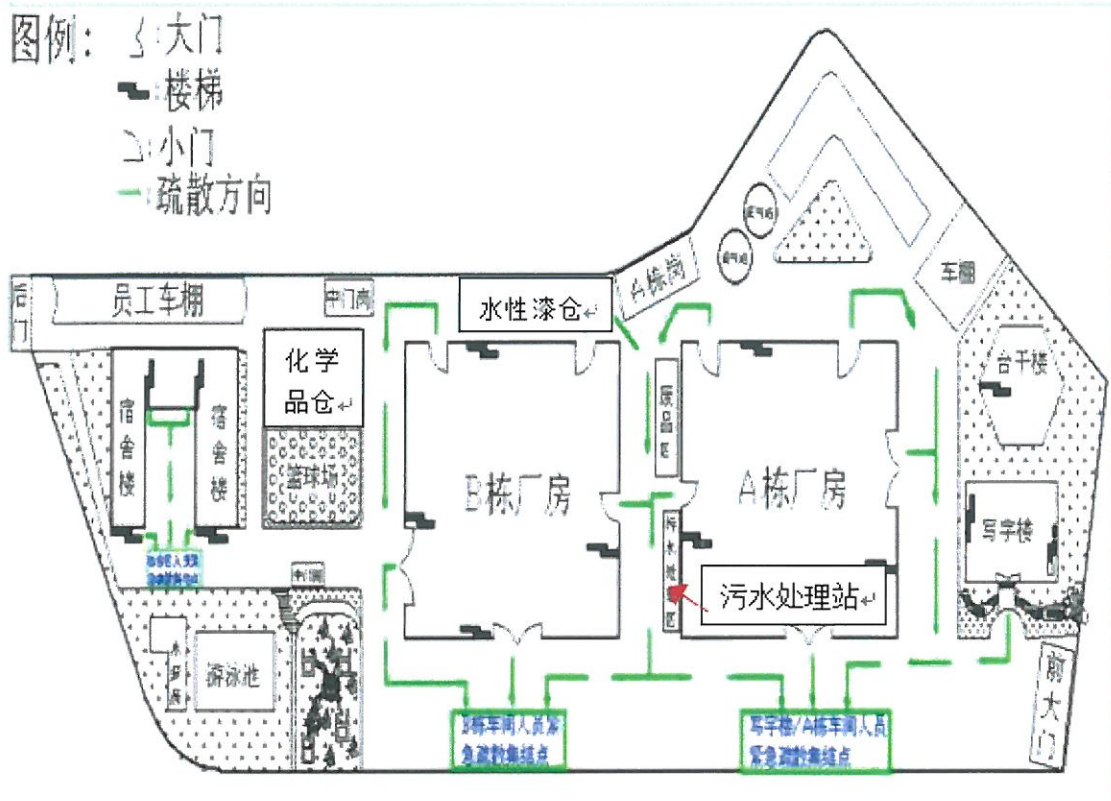 图例：
大门
楼梯
小门
疏散方向
后门
员工车棚
中门岗
水性漆仓
A栋岗
车棚
化学
品仓
宿舍楼
宿舍楼
篮球场
B栋厂房
废品区
A栋厂房
台干楼
写字楼
污水处理站
游泳池
前大门
B栋车间人员紧
急疏散集结点
写字楼/A栋车间人员
紧急疏散集结点